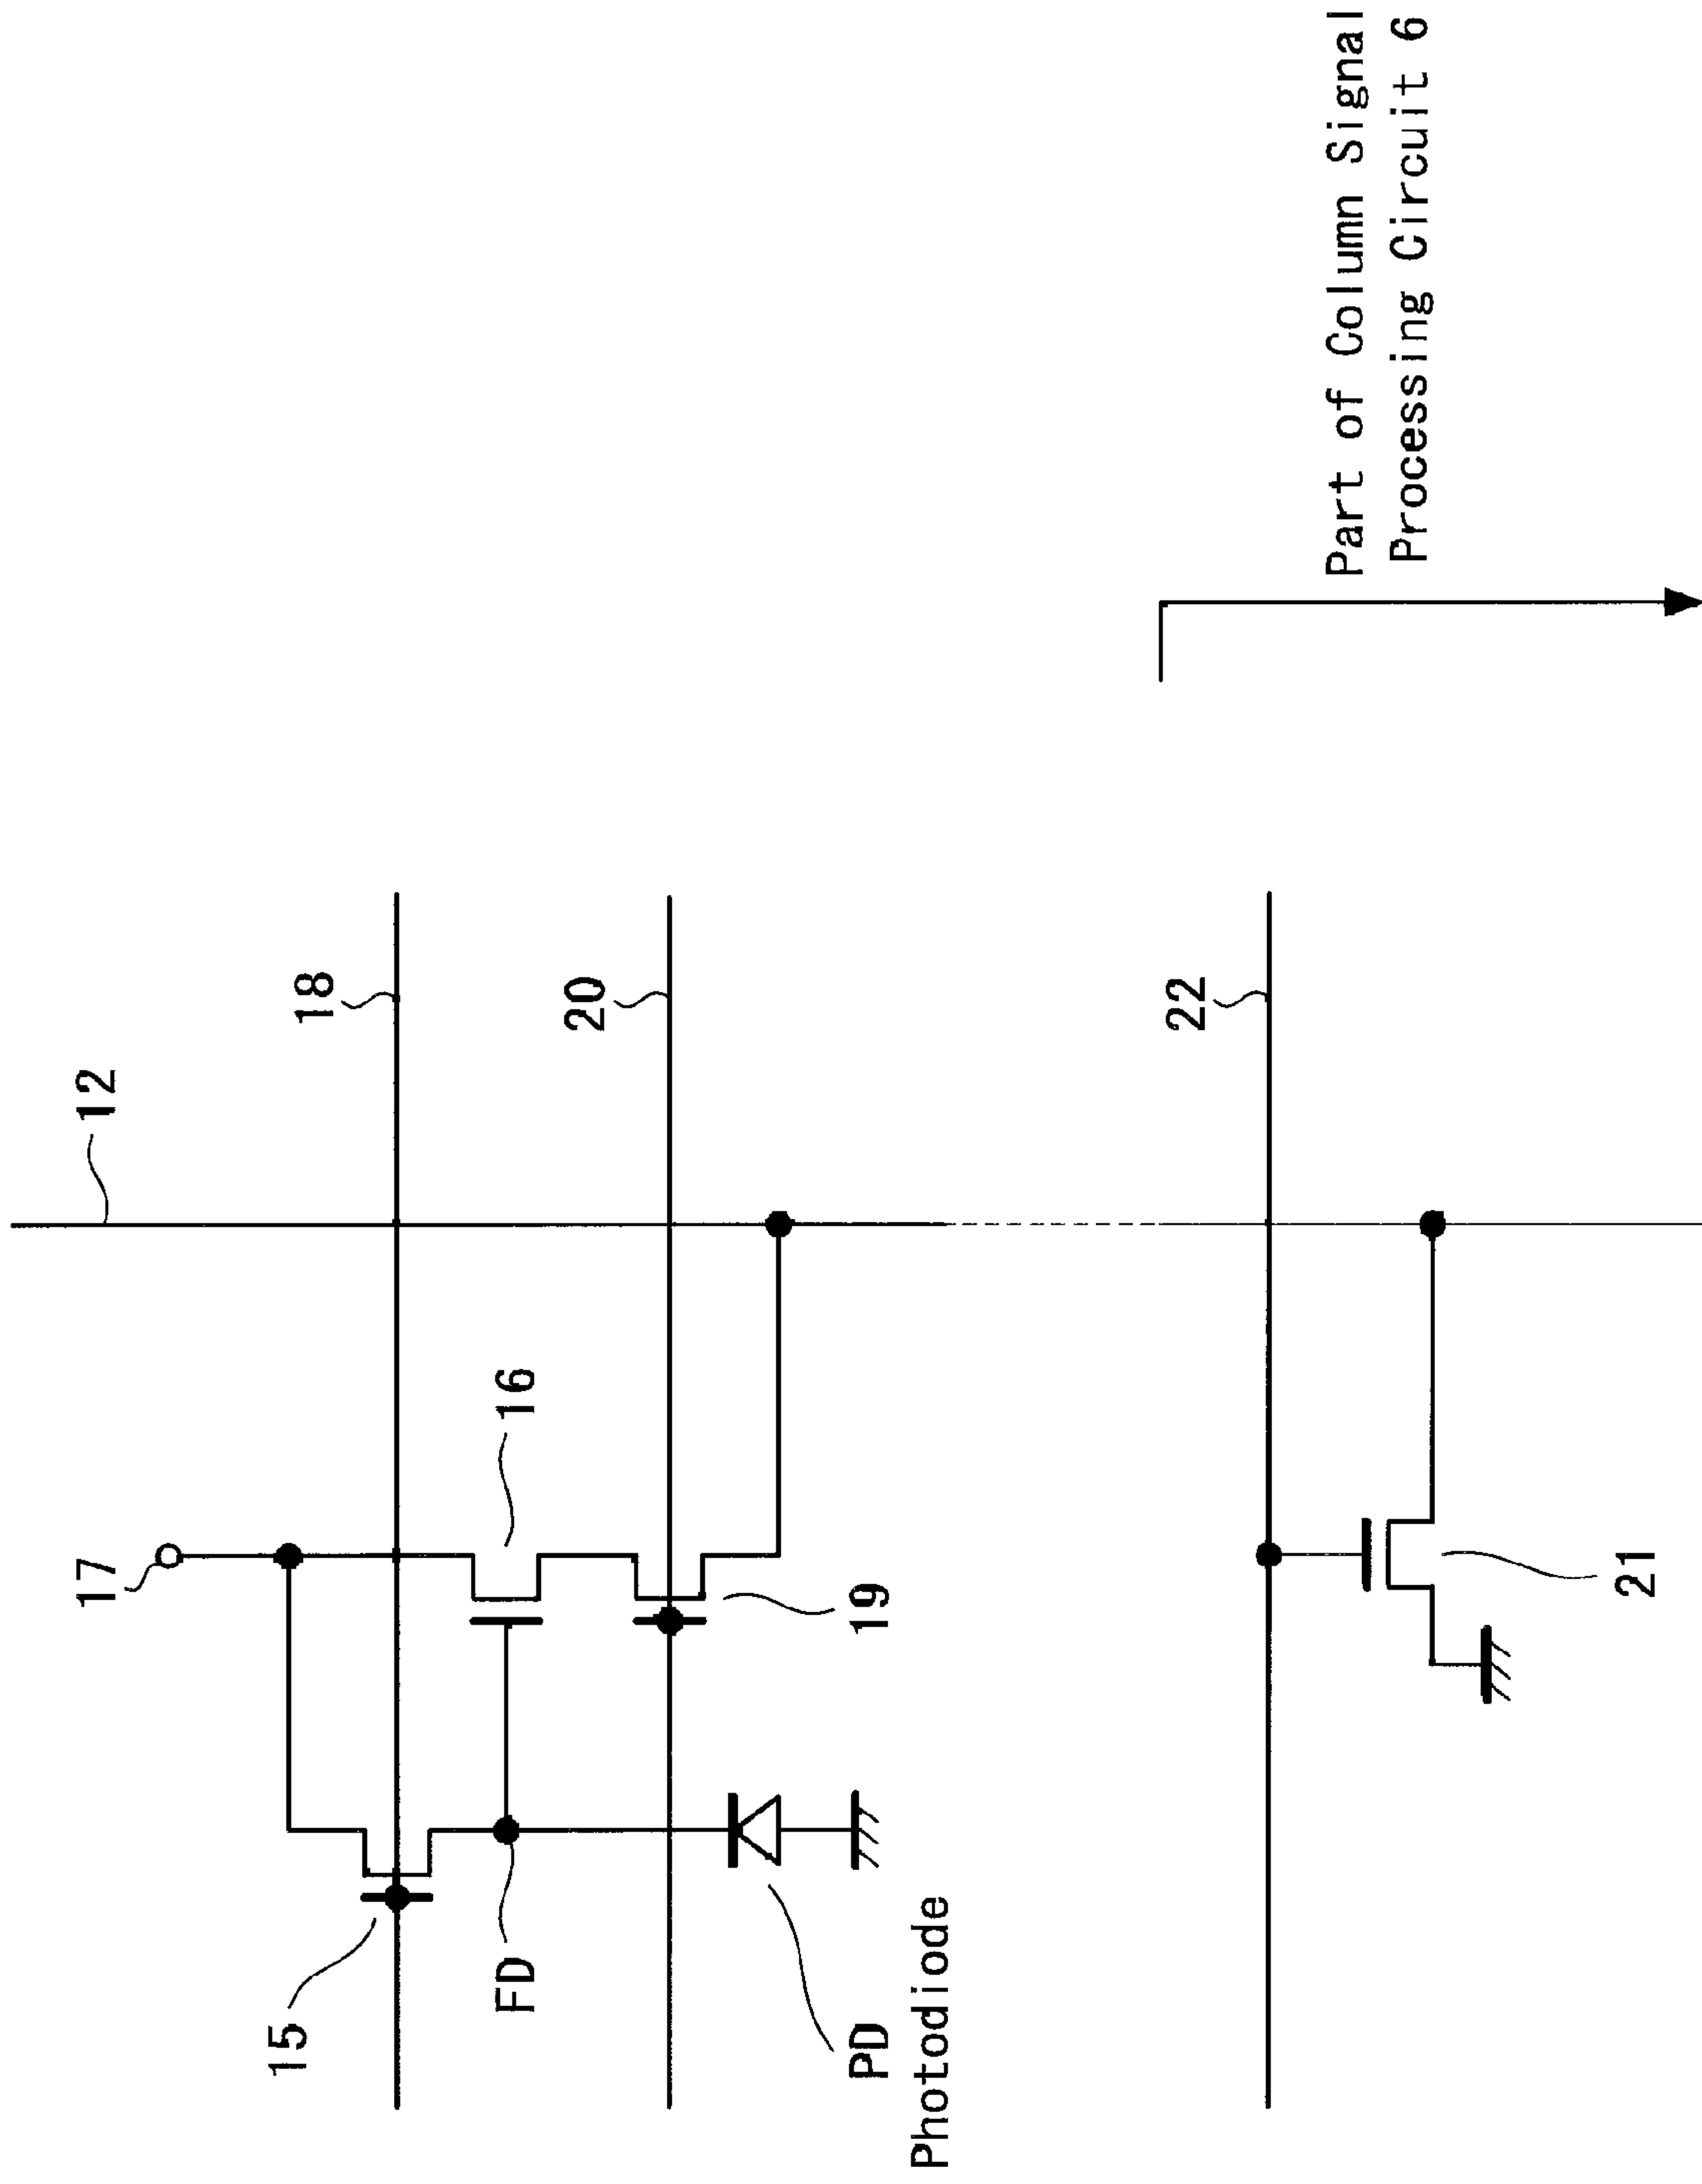 12
17
18
15
16
FD
20
19
PD
Photodiode
22
21
Part of Column Signal
Processing Circuit 6